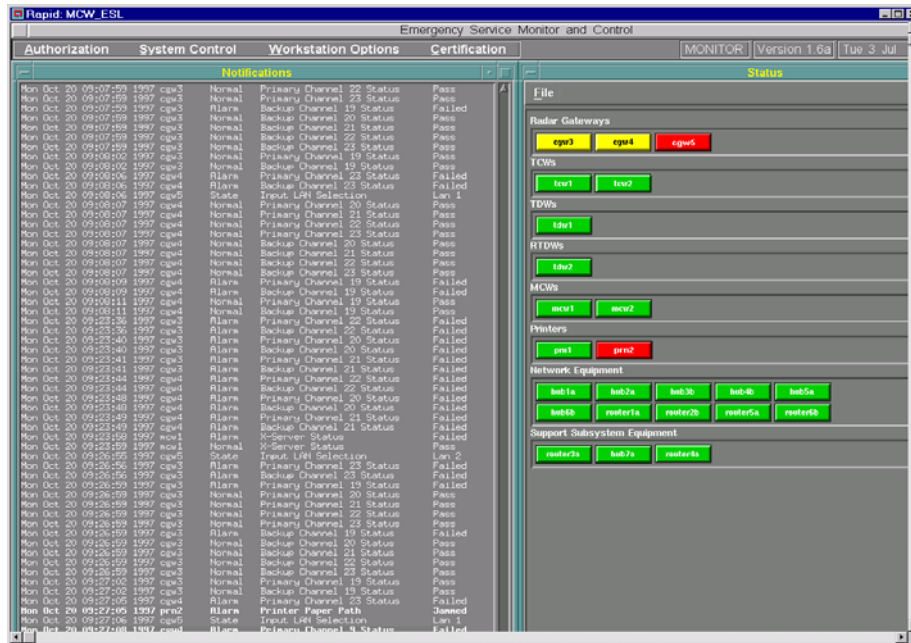 Rapid: MCW_ESL
Emergency Service Monitor and Control
Authorization System Control Workstation Options Certification MONITOR Version 1.6a Tue 3 Jul
Notifications
Mon Oct 20 09:07:59 1997 cgw3 Normal Primary Channel 22 Status Pass
Mon Oct 20 09:07:59 1997 cgw3 Normal Primary Channel 23 Status Pass
Mon Oct 20 09:07:59 1997 cgw3 Alarm Backup Channel 19 Status Failed
Mon Oct 20 09:07:59 1997 cgw3 Normal Backup Channel 20 Status Pass
Mon Oct 20 09:07:59 1997 cgw3 Normal Backup Channel 21 Status Pass
Mon Oct 20 09:07:59 1997 cgw3 Normal Backup Channel 22 Status Pass
Mon Oct 20 09:07:59 1997 cgw3 Normal Backup Channel 23 Status Pass
Mon Oct 20 09:08:02 1997 cgw3 Normal Primary Channel 19 Status Pass
Mon Oct 20 09:08:02 1997 cgw3 Normal Backup Channel 19 Status Pass
Mon Oct 20 09:08:06 1997 cgw4 Alarm Primary Channel 23 Status Failed
Mon Oct 20 09:08:06 1997 cgw4 Alarm Backup Channel 23 Status Failed
Mon Oct 20 09:08:06 1997 cgw5 State Input LAN Selection Lan 1
Mon Oct 20 09:08:07 1997 cgw4 Normal Primary Channel 20 Status Pass
Mon Oct 20 09:08:07 1997 cgw4 Normal Primary Channel 21 Status Pass
Mon Oct 20 09:08:07 1997 cgw4 Normal Primary Channel 22 Status Pass
Mon Oct 20 09:08:07 1997 cgw4 Normal Primary Channel 23 Status Pass
Mon Oct 20 09:08:07 1997 cgw4 Normal Backup Channel 20 Status Pass
Mon Oct 20 09:08:07 1997 cgw4 Normal Backup Channel 21 Status Pass
Mon Oct 20 09:08:07 1997 cgw4 Normal Backup Channel 22 Status Pass
Mon Oct 20 09:08:07 1997 cgw4 Normal Backup Channel 23 Status Pass
Mon Oct 20 09:08:09 1997 cgw4 Alarm Primary Channel 19 Status Failed
Mon Oct 20 09:08:09 1997 cgw4 Alarm Backup Channel 19 Status Failed
Mon Oct 20 09:08:11 1997 cgw4 Normal Primary Channel 19 Status Pass
Mon Oct 20 09:08:11 1997 cgw4 Normal Backup Channel 19 Status Pass
Mon Oct 20 09:23:36 1997 cgw3 Alarm Primary Channel 22 Status Failed
Mon Oct 20 09:23:36 1997 cgw3 Alarm Backup Channel 22 Status Failed
Mon Oct 20 09:23:40 1997 cgw3 Alarm Primary Channel 20 Status Failed
Mon Oct 20 09:23:40 1997 cgw3 Alarm Backup Channel 20 Status Failed
Mon Oct 20 09:23:41 1997 cgw3 Alarm Primary Channel 21 Status Failed
Mon Oct 20 09:23:41 1997 cgw3 Alarm Backup Channel 21 Status Failed
Mon Oct 20 09:23:44 1997 cgw4 Alarm Primary Channel 22 Status Failed
Mon Oct 20 09:23:44 1997 cgw4 Alarm Backup Channel 22 Status Failed
Mon Oct 20 09:23:48 1997 cgw4 Alarm Primary Channel 20 Status Failed
Mon Oct 20 09:23:48 1997 cgw4 Alarm Backup Channel 20 Status Failed
Mon Oct 20 09:23:49 1997 cgw4 Alarm Primary Channel 21 Status Failed
Mon Oct 20 09:23:49 1997 cgw4 Alarm Backup Channel 21 Status Failed
Mon Oct 20 09:23:58 1997 mcw1 Alarm X-Server Status Failed
Mon Oct 20 09:23:59 1997 mcw1 Normal X-Server Status Pass
Mon Oct 20 09:26:55 1997 cgw5 State Input LAN Selection Lan 2
Mon Oct 20 09:26:56 1997 cgw3 Alarm Primary Channel 23 Status Failed
Mon Oct 20 09:26:56 1997 cgw3 Alarm Backup Channel 23 Status Failed
Mon Oct 20 09:26:59 1997 cgw3 Alarm Primary Channel 19 Status Failed
Mon Oct 20 09:26:59 1997 cgw3 Normal Primary Channel 20 Status Pass
Mon Oct 20 09:26:59 1997 cgw3 Normal Primary Channel 21 Status Pass
Mon Oct 20 09:26:59 1997 cgw3 Normal Primary Channel 22 Status Pass
Mon Oct 20 09:26:59 1997 cgw3 Normal Primary Channel 23 Status Pass
Mon Oct 20 09:26:59 1997 cgw3 Alarm Backup Channel 19 Status Failed
Mon Oct 20 09:26:59 1997 cgw3 Normal Backup Channel 20 Status Pass
Mon Oct 20 09:26:59 1997 cgw3 Normal Backup Channel 21 Status Pass
Mon Oct 20 09:26:59 1997 cgw3 Normal Backup Channel 22 Status Pass
Mon Oct 20 09:26:59 1997 cgw3 Normal Backup Channel 23 Status Pass
Mon Oct 20 09:27:02 1997 cgw3 Normal Primary Channel 19 Status Pass
Mon Oct 20 09:27:02 1997 cgw3 Normal Backup Channel 19 Status Pass
Mon Oct 20 09:27:05 1997 cgw4 Alarm Primary Channel 23 Status Failed
Mon Oct 20 09:27:05 1997 prn2 Alarm Printer Paper Path Jammed
Mon Oct 20 09:27:06 1997 cgw5 State Input LAN Selection Lan 1
Mon Oct 20 09:27:08 1997 cgw4 Alarm Primary Channel 9 Status Failed
Status
File
Radar Gateways
cgw3 cgw4 cgw5
TCWs
tcw1 tcw2
TDWs
tdw1
RTDWs
tdw2
MCWs
mcw1 mcw2
Printers
prn1 prn2
Network Equipment
hub1a hub2a hub3b hub4b hub5a
hub6b router1a router2b router5a router6b
Support Subsystem Equipment
router3a hub7a router4a